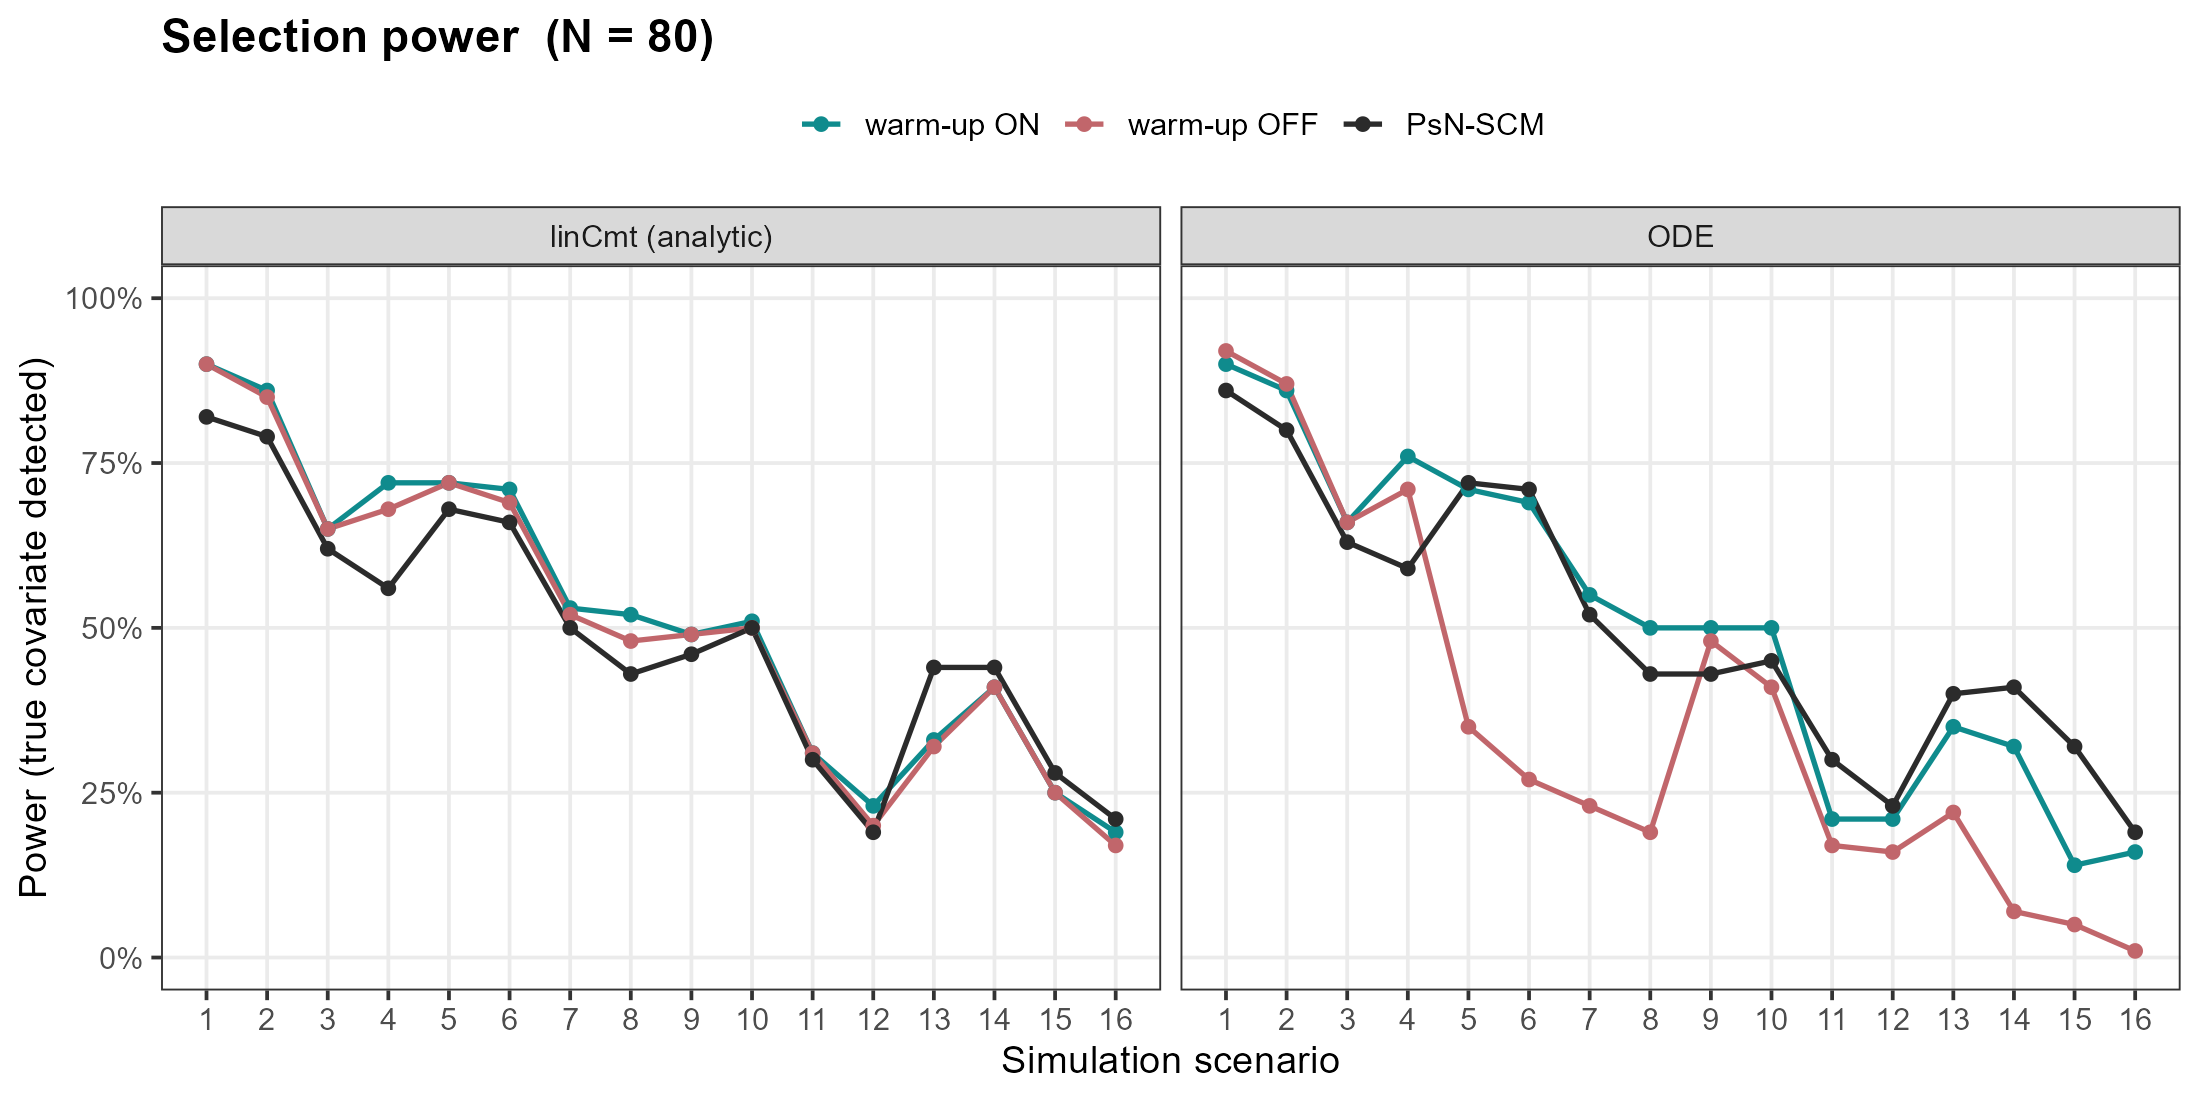 Selection power  (N = 80)
warm-up ON warm-up OFF PsN-SCM
linCmt (analytic) ODE
Power (true covariate detected)
100%
75%
50%
25%
0%
1 2 3 4 5 6 7 8 9 10 11 12 13 14 15 16 1 2 3 4 5 6 7 8 9 10 11 12 13 14 15 16
Simulation scenario